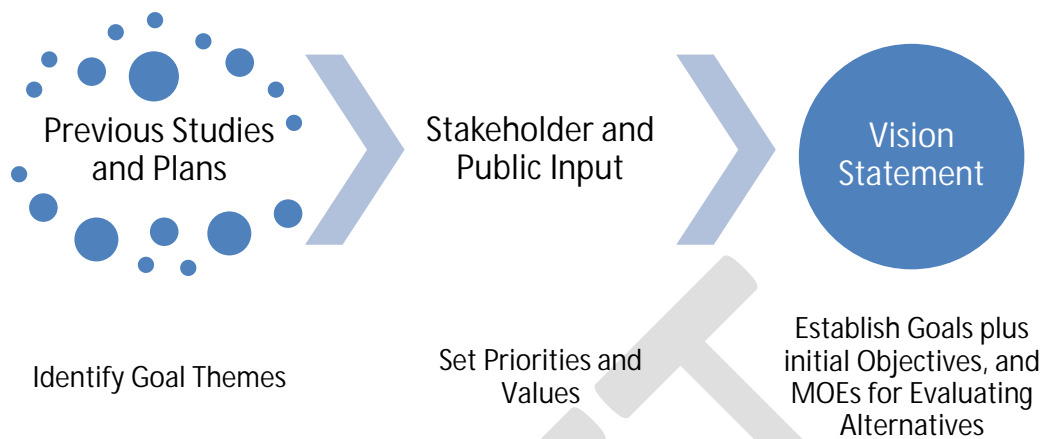 Previous Studies
and Plans
Stakeholder and
Public Input
Vision
Statement
Identify Goal Themes
Set Priorities and
Values
Establish Goals plus
initial Objectives, and
MOEs for Evaluating
Alternatives